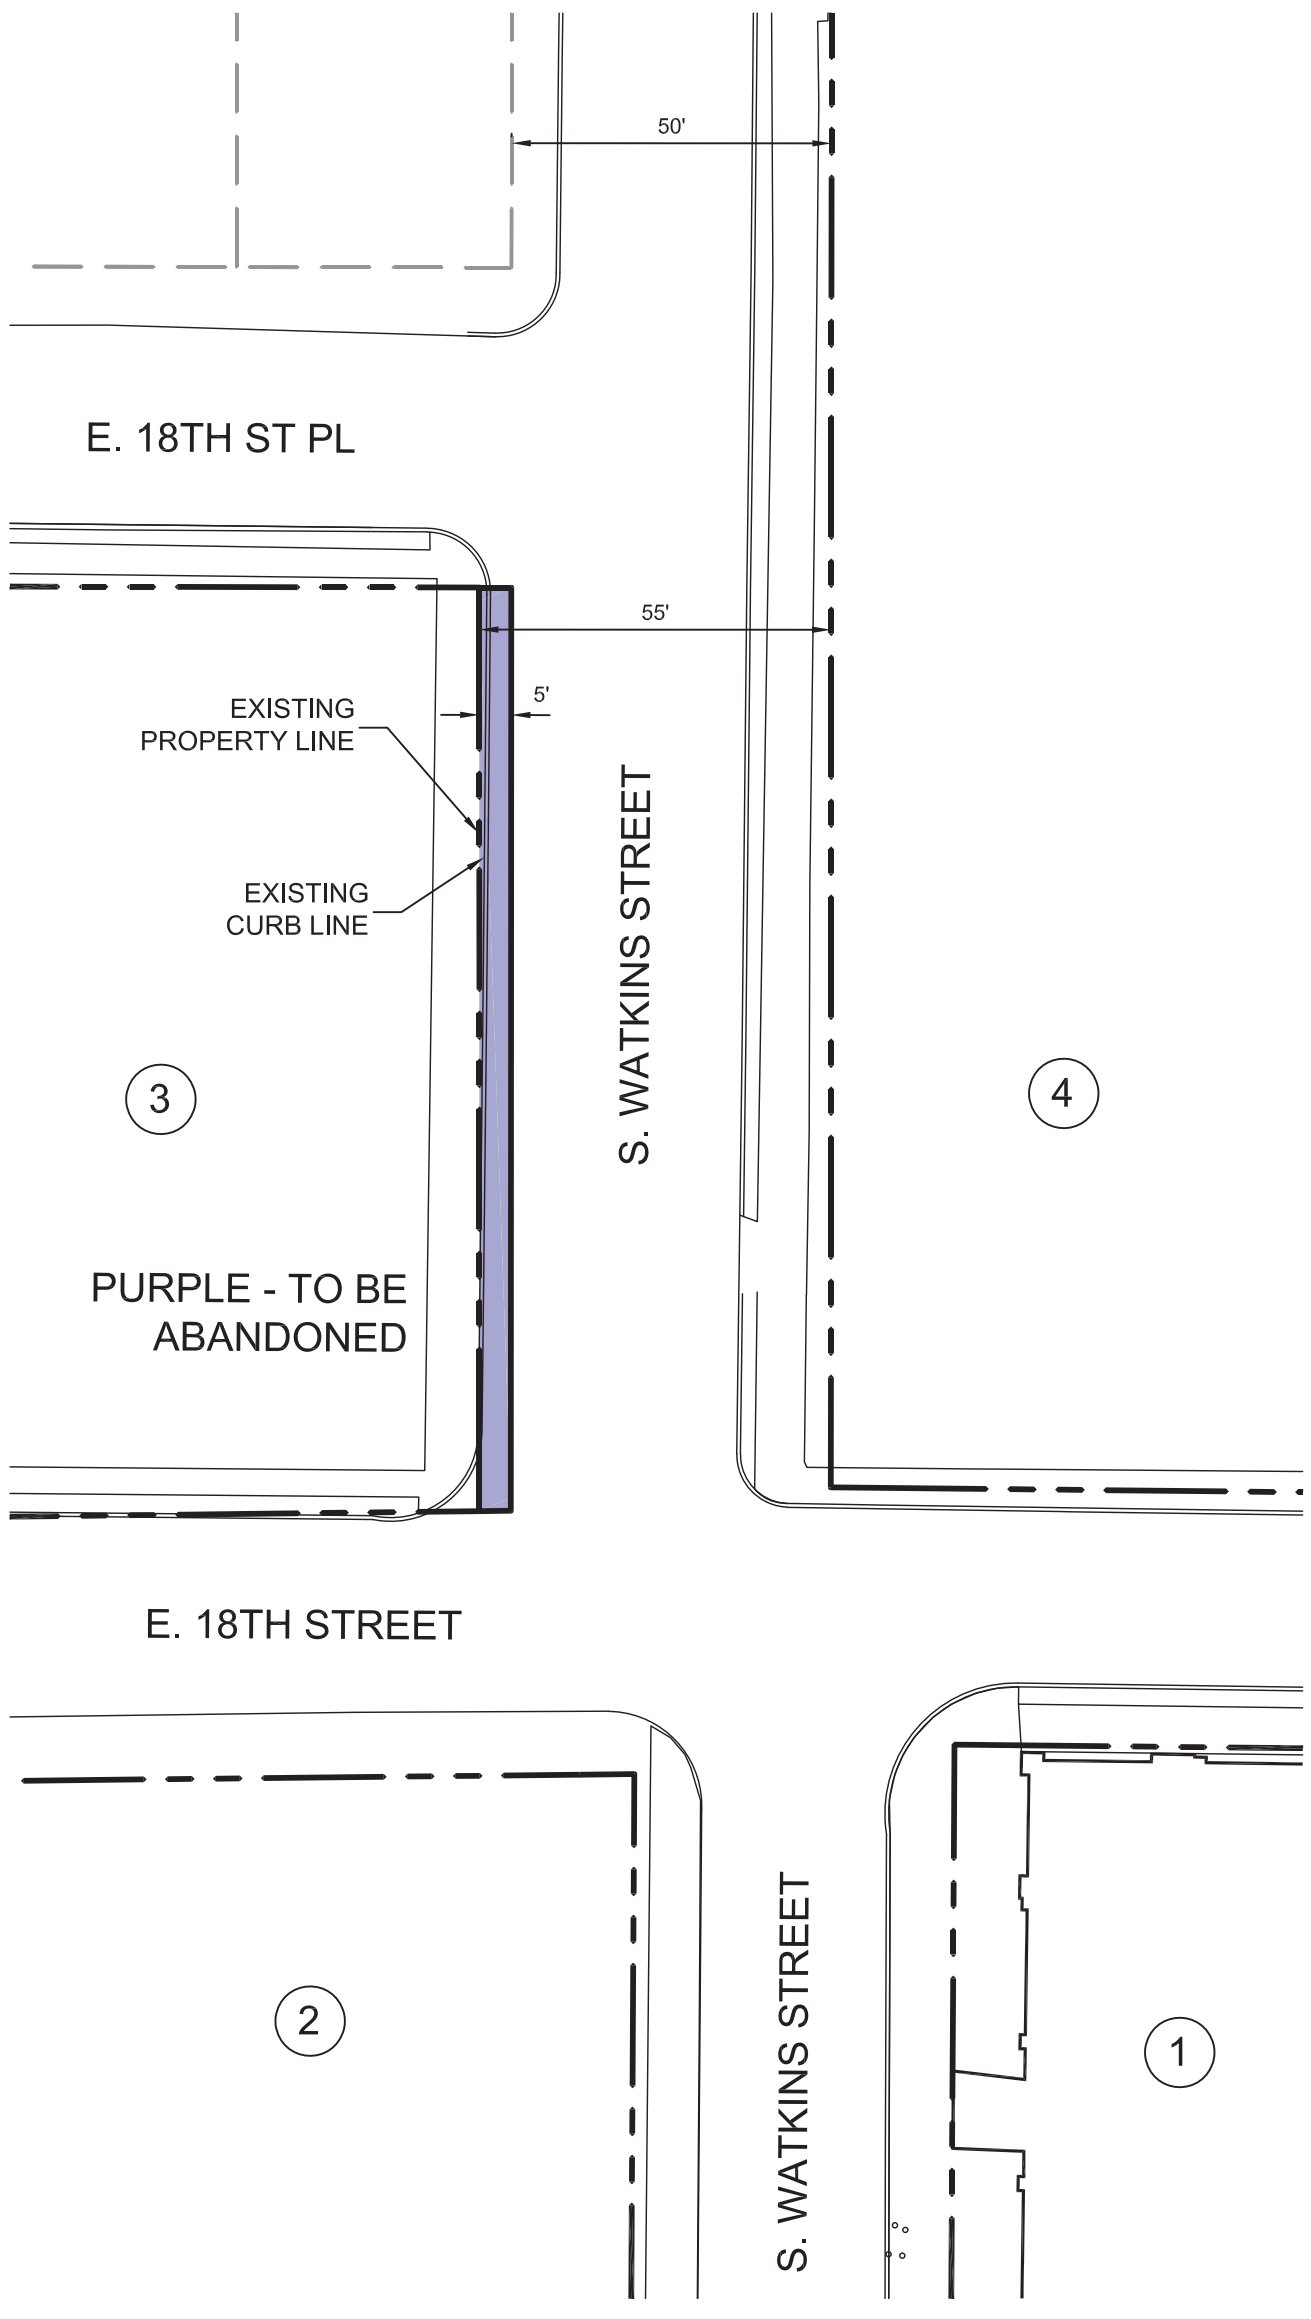 50'
E. 18TH ST PL
55'
5'
EXISTING
PROPERTY LINE
EXISTING
CURB LINE
S. WATKINS STREET
3
4
PURPLE - TO BE
ABANDONED
E. 18TH STREET
S. WATKINS STREET
2
1